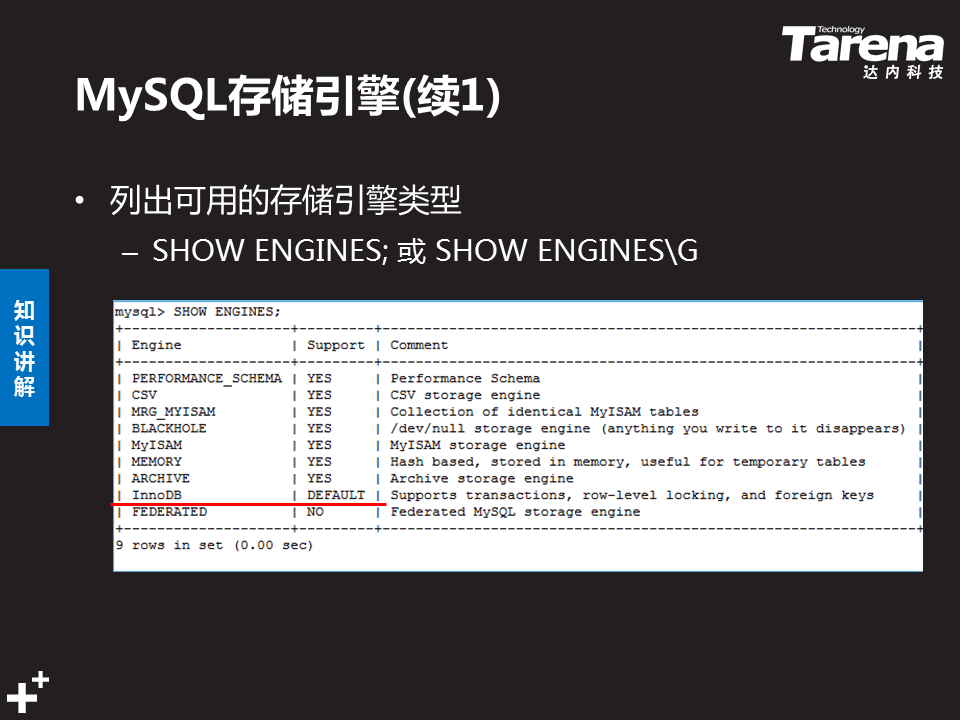 Technology
Tarena
达内科技
MySQL存储引擎(续1)
• 列出可用的存储引擎类型
– SHOW ENGINES; 或 SHOW ENGINES\G
知识讲解
mysql> SHOW ENGINES;
+--------------------+---------+----------------------------------------------------------------+
| Engine | Support | Comment |
+--------------------+---------+----------------------------------------------------------------+
| PERFORMANCE_SCHEMA | YES | Performance Schema |
| CSV | YES | CSV storage engine |
| MRG_MYISAM | YES | Collection of identical MyISAM tables |
| BLACKHOLE | YES | /dev/null storage engine (anything you write to it disappears) |
| MyISAM | YES | MyISAM storage engine |
| MEMORY | YES | Hash based, stored in memory, useful for temporary tables |
| ARCHIVE | YES | Archive storage engine |
| InnoDB | DEFAULT | Supports transactions, row-level locking, and foreign keys |
| FEDERATED | NO | Federated MySQL storage engine |
+--------------------+---------+----------------------------------------------------------------+
9 rows in set (0.00 sec)